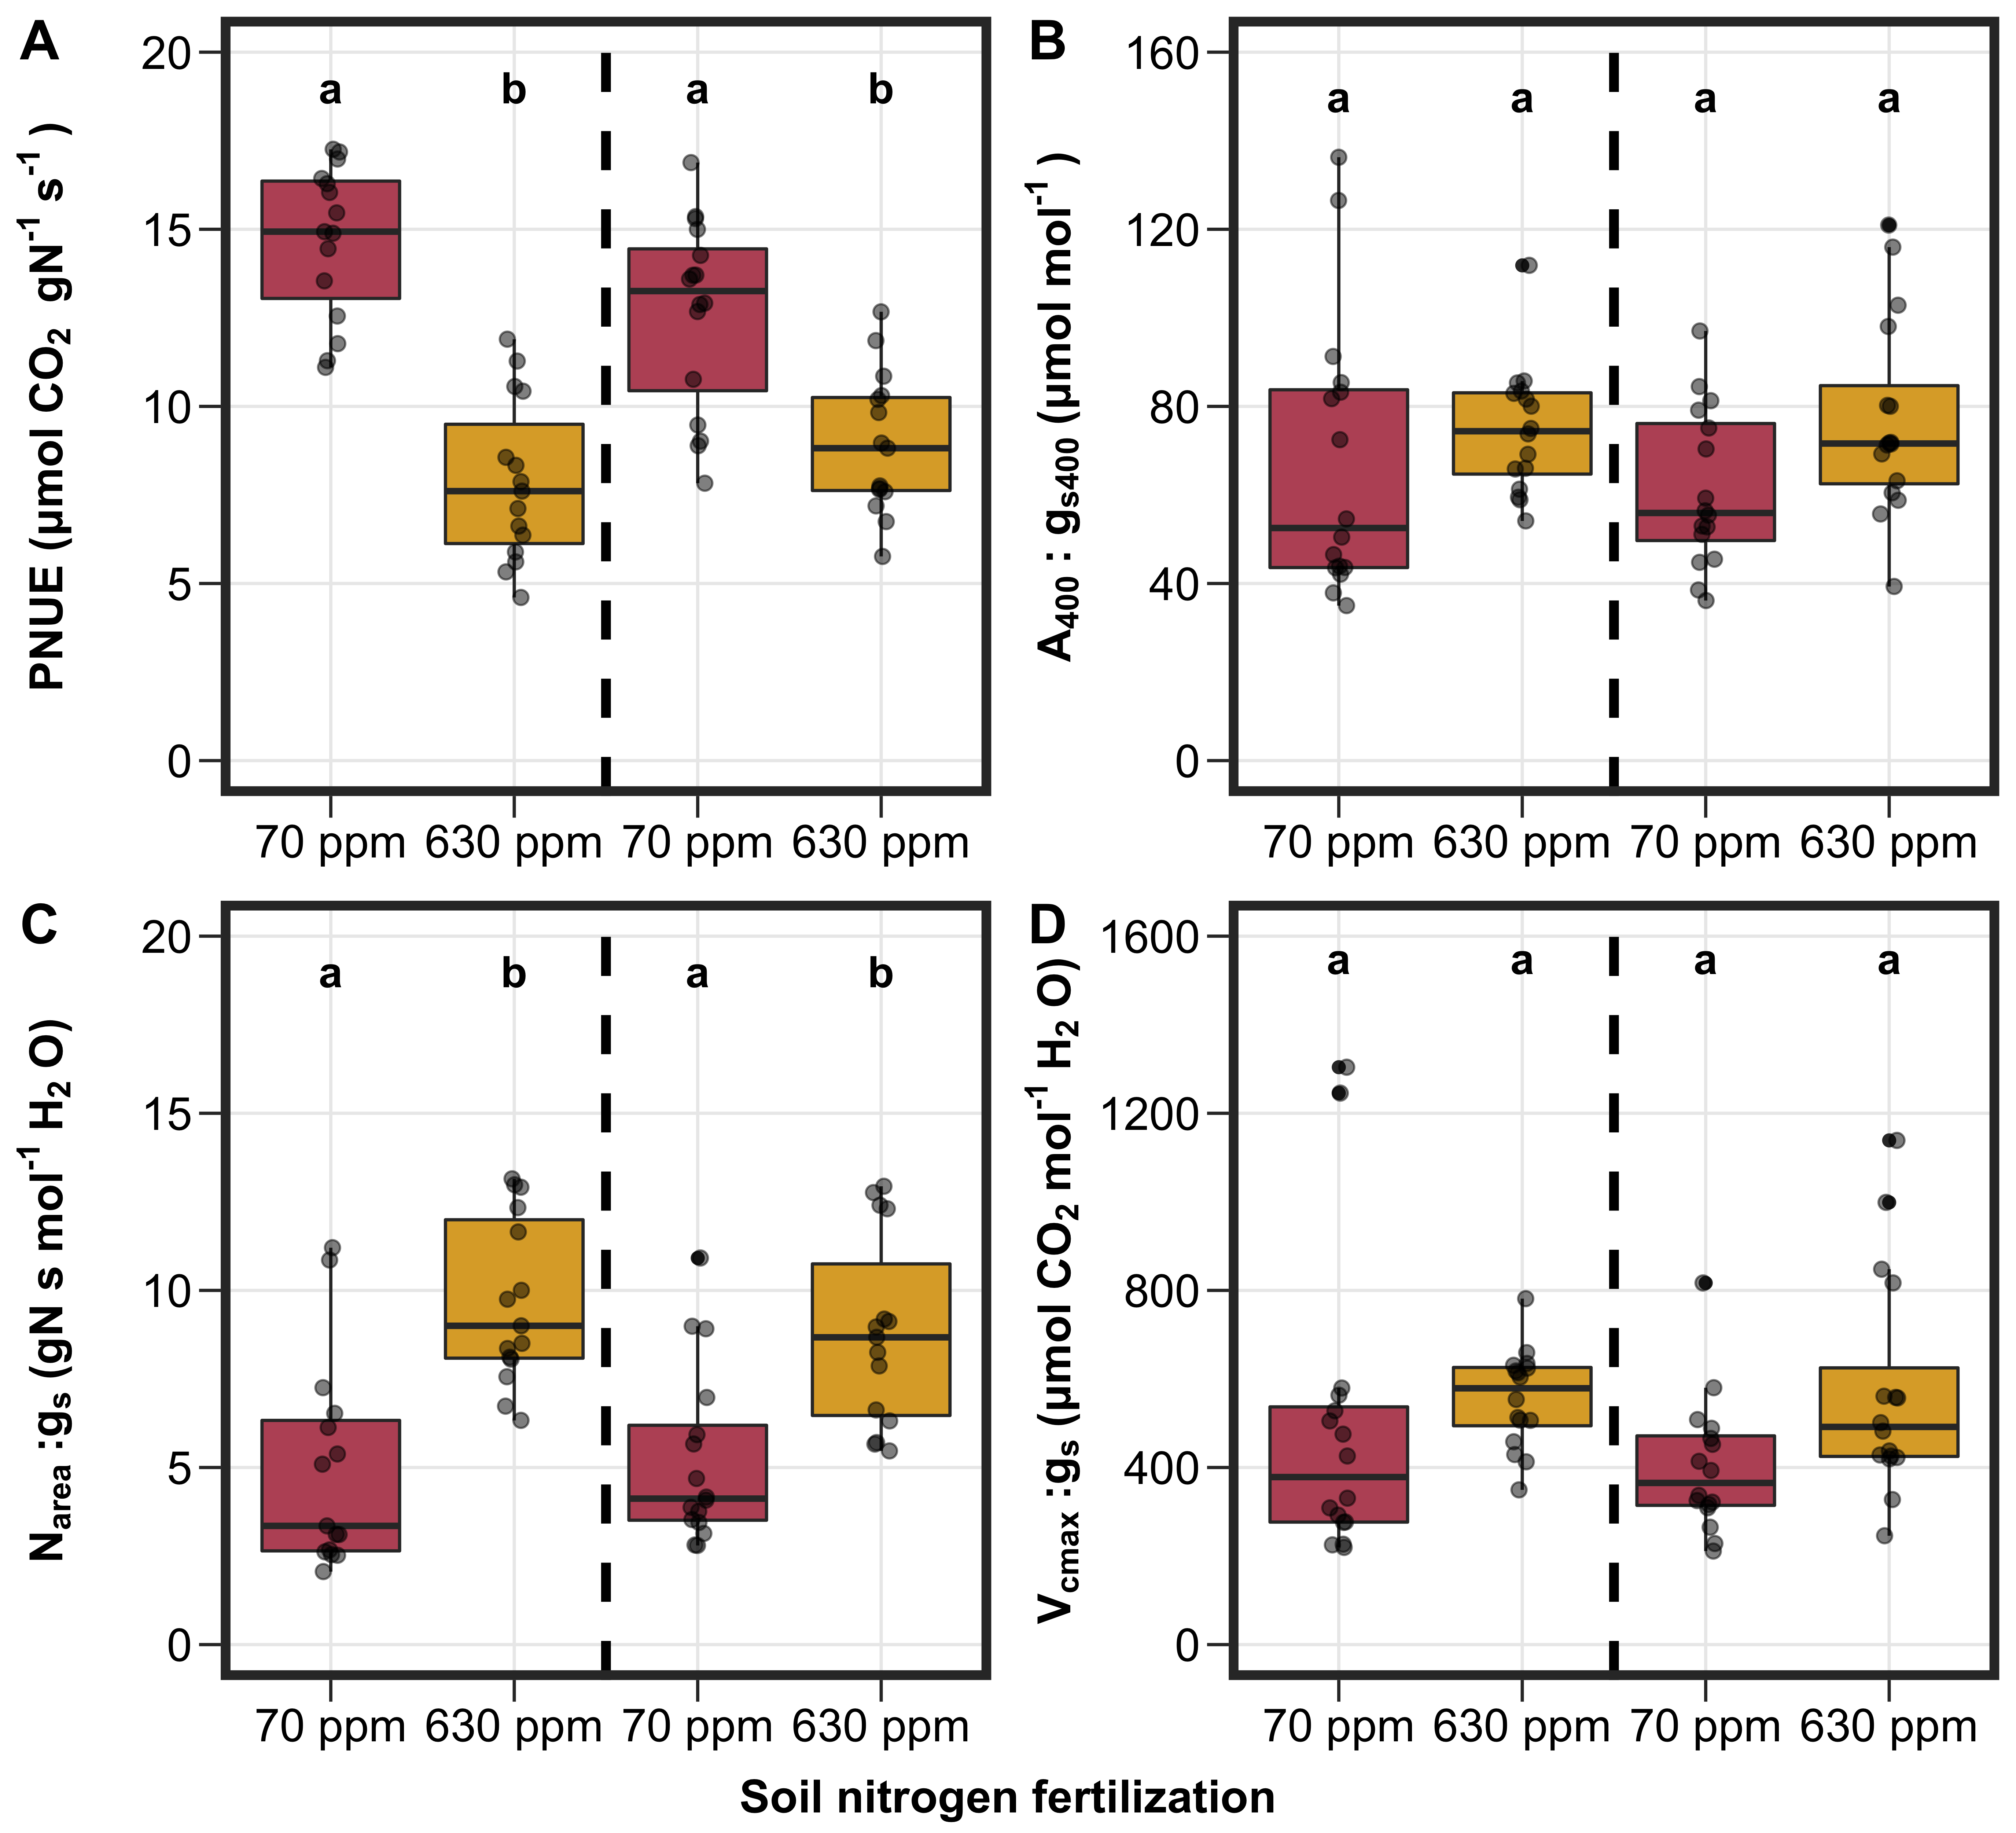 A
PNUE (µmol CO2 gN-1 s-1 )
20
15
10
5
0
a b a b
70 ppm 630 ppm 70 ppm 630 ppm
B
A400 : gs400 (µmol mol-1 )
160
120
80
40
0
a a a a
70 ppm 630 ppm 70 ppm 630 ppm
C
Narea :gs (gN s mol-1 H2 O)
20
15
10
5
0
a b a b
70 ppm 630 ppm 70 ppm 630 ppm
D
Vcmax :gs (µmol CO2 mol-1 H2 O)
1600
1200
800
400
0
a a a a
70 ppm 630 ppm 70 ppm 630 ppm
Soil nitrogen fertilization